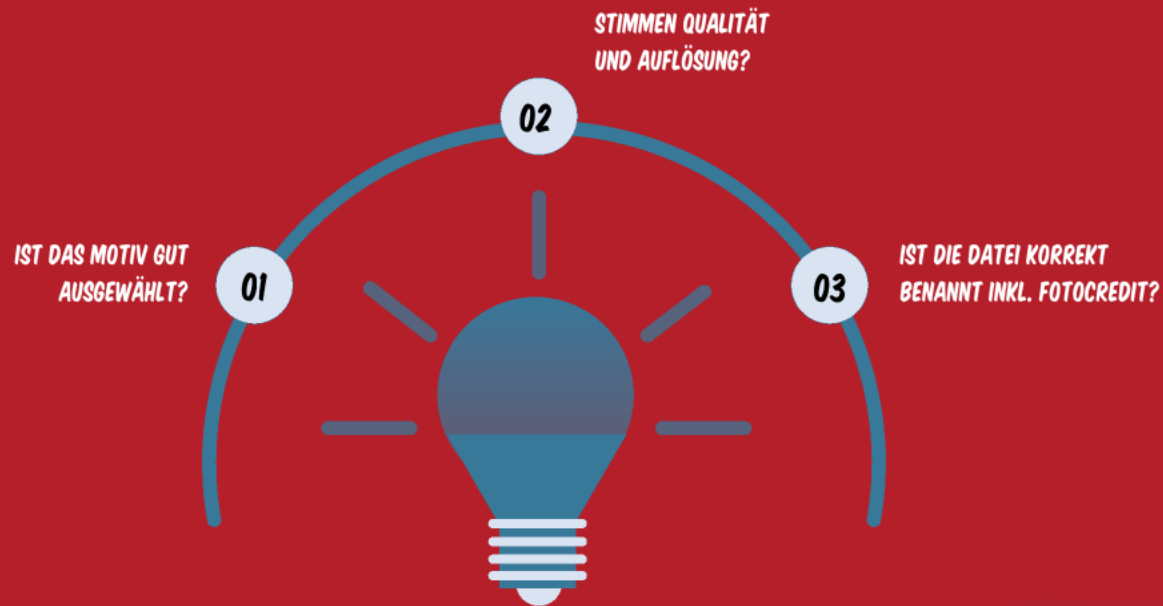 01
IST DAS MOTIV GUT
AUSGEWÄHLT?
02
STIMMEN QUALITÄT
UND AUFLÖSUNG?
03
IST DIE DATEI KORREKT
BENANNT INKL. FOTOCREDIT?